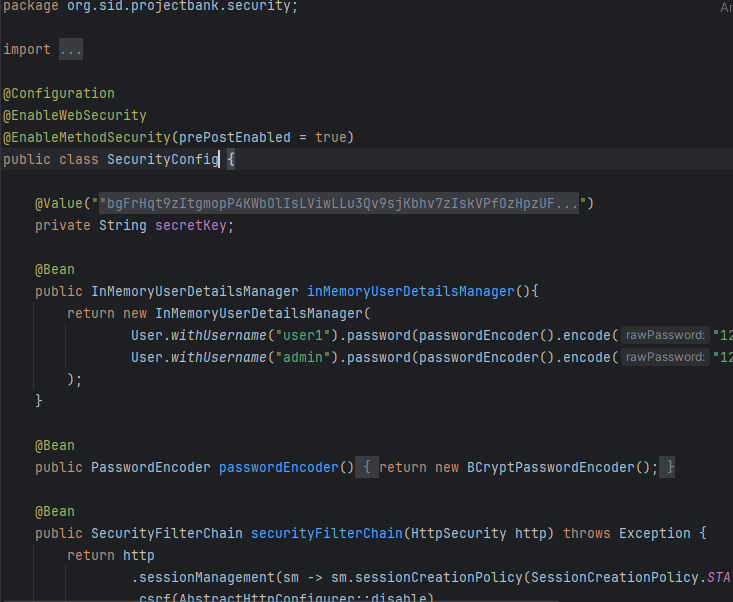 package org.sid.projectbank.security;
Ar
import ...
@Configuration
@EnableWebSecurity
@EnableMethodSecurity(prePostEnabled = true)
public class SecurityConfig {
@Value(""bgFrHqt9zItgmopP4KWbOlIsLViwLLu3Qv9sjKbhv7zIskVPfOzHpzUF...")
private String secretKey;
@Bean
public InMemoryUserDetailsManager inMemoryUserDetailsManager(){
return new InMemoryUserDetailsManager(
User.withUsername("user1").password(passwordEncoder().encode( rawPassword: "12
User.withUsername("admin").password(passwordEncoder().encode( rawPassword: "12
);
}
@Bean
public PasswordEncoder passwordEncoder() { return new BCryptPasswordEncoder(); }
@Bean
public SecurityFilterChain securityFilterChain(HttpSecurity http) throws Exception {
return http
.sessionManagement(sm -> sm.sessionCreationPolicy(SessionCreationPolicy.STA
.csrf(AbstractHttpConfigurer::disable)